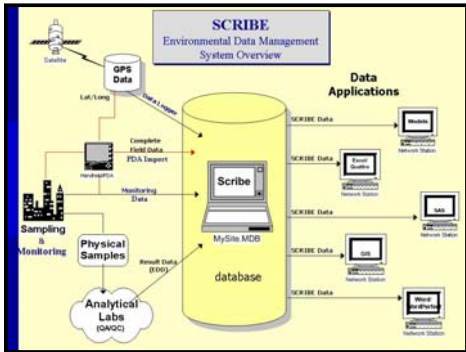 SCRIBE
Environmental Data Management
System Overview
Satellite
GPS
Data
Lat/Long
Data Logger
Data
Applications
Complete
Field Data
PDA Import
Handheld/PDA
Monitoring
Data
Sampling
&
Monitoring
Physical
Samples
Result Data
(EDD)
Analytical
Labs
(QA/QC)
Scribe
MySite.MDB
database
SCRIBE Data
Models
Network Station
SCRIBE Data
Excel/
Quattro
Network Station
SCRIBE Data
SAS
Network Station
SCRIBE Data
GIS
Network Station
SCRIBE Data
Word/
WordPerfect
Network Station